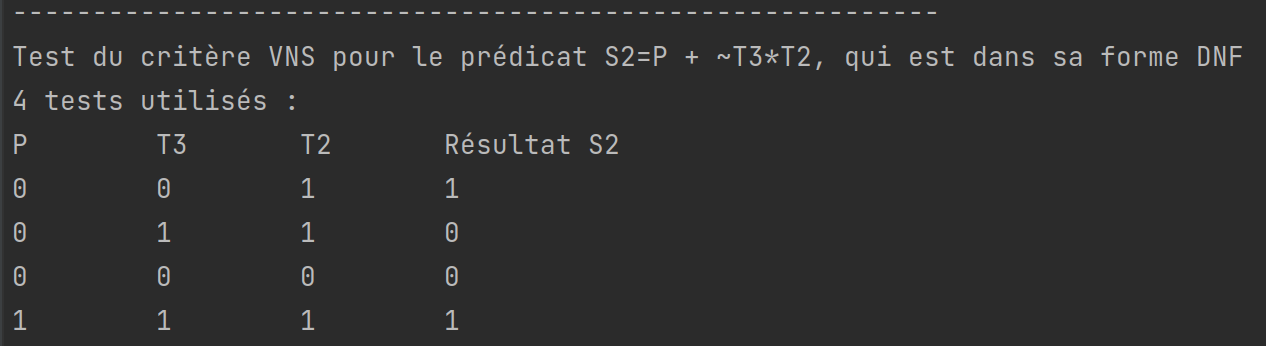 ----------------------------------------------------------
Test du critère VNS pour le prédicat S2=P + ~T3*T2, qui est dans sa forme DNF
4 tests utilisés :
P T3 T2 Résultat S2
0 0 1 1
0 1 1 0
0 0 0 0
1 1 1 1